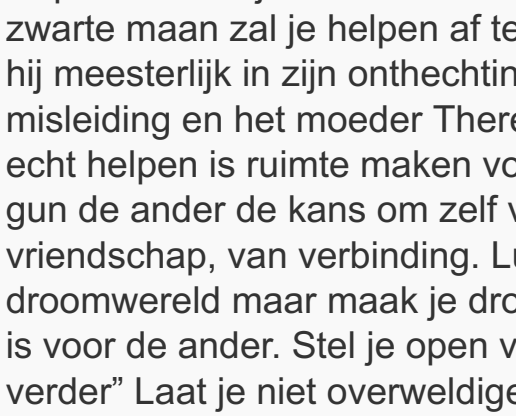 zwarte maan zal je helpen af te
hij meesterlijk in zijn onthechtin
misleiding en het moeder There
echt helpen is ruimte maken vo
gun de ander de kans om zelf v
vriendschap, van verbinding. Lu
droomwereld maar maak je dro
is voor de ander. Stel je open v
verder” Laat je niet overweldige